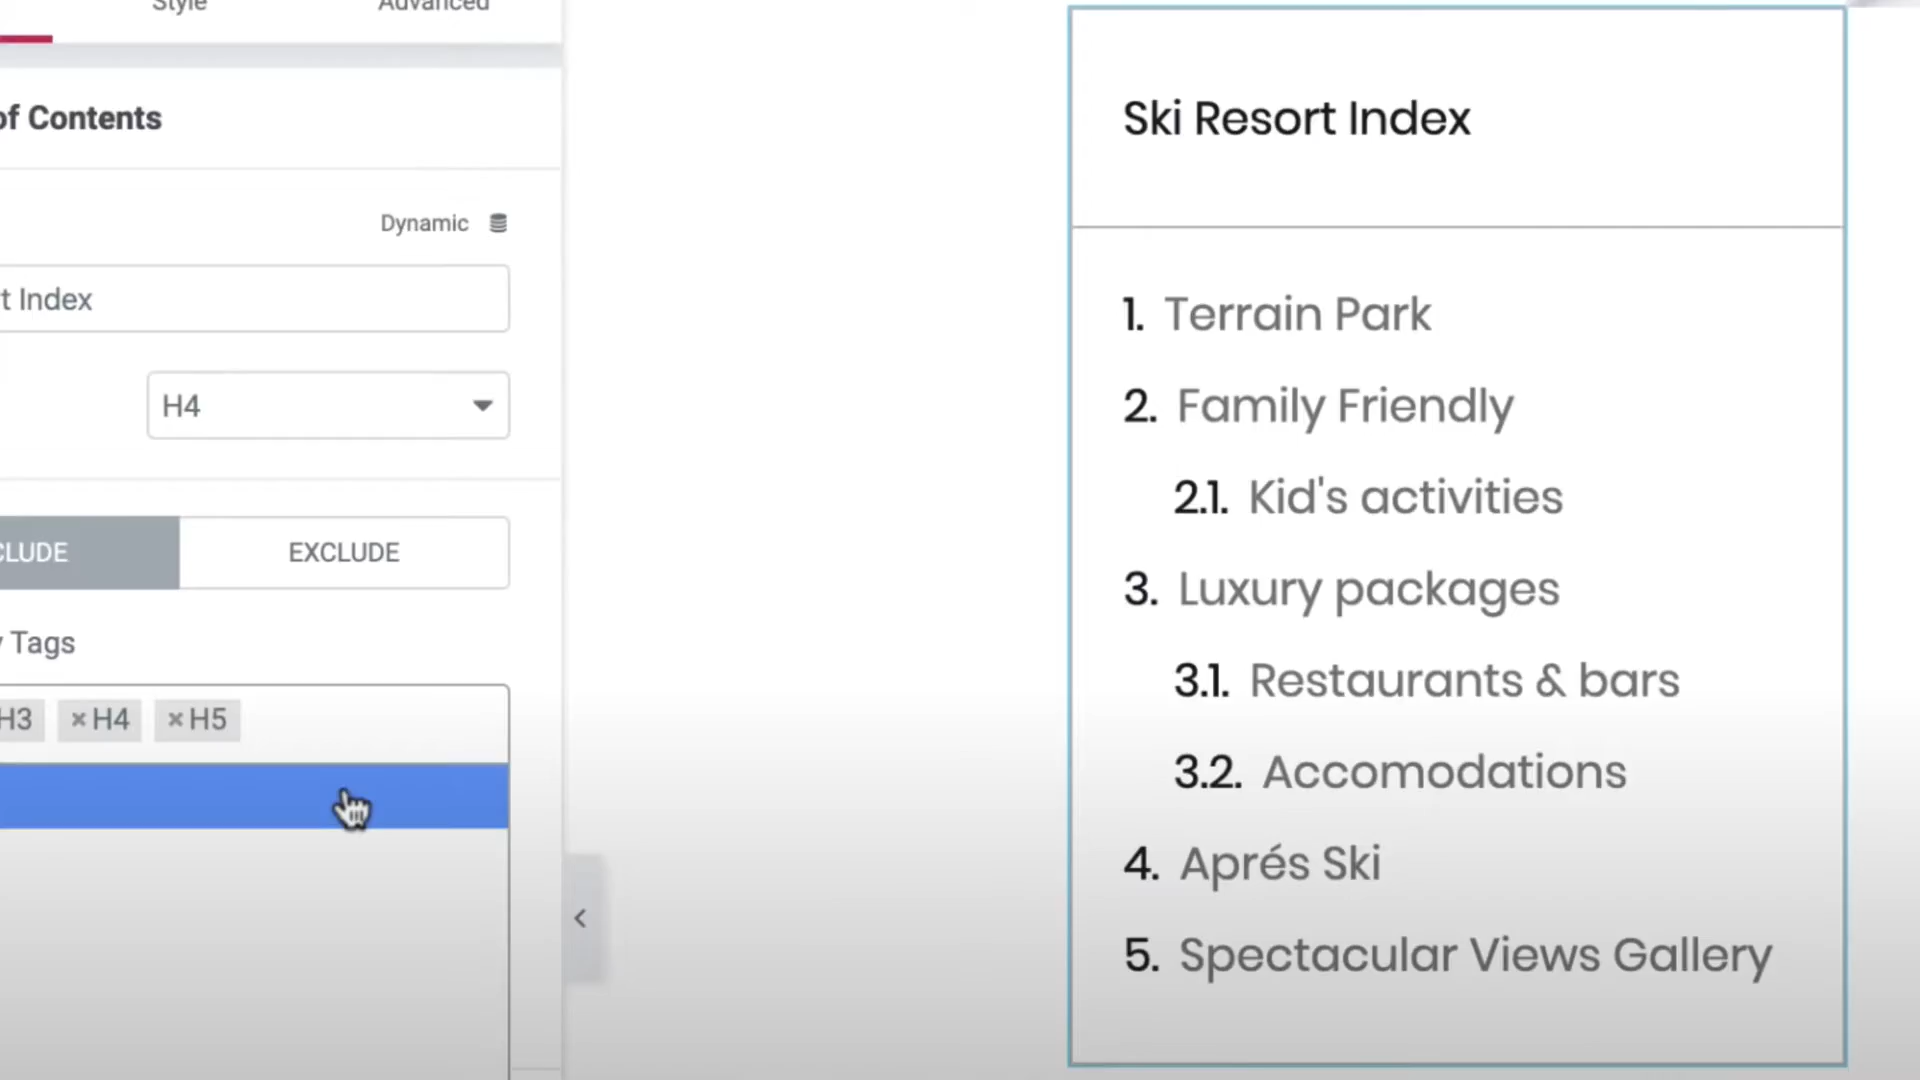 Style Advanced
of Contents
Dynamic
t Index
H4
CLUDE EXCLUDE
y Tags
H3 ×H4 ×H5
Ski Resort Index
1. Terrain Park
2. Family Friendly
2.1. Kid's activities
3. Luxury packages
3.1. Restaurants & bars
3.2. Accomodations
4. Aprés Ski
5. Spectacular Views Gallery